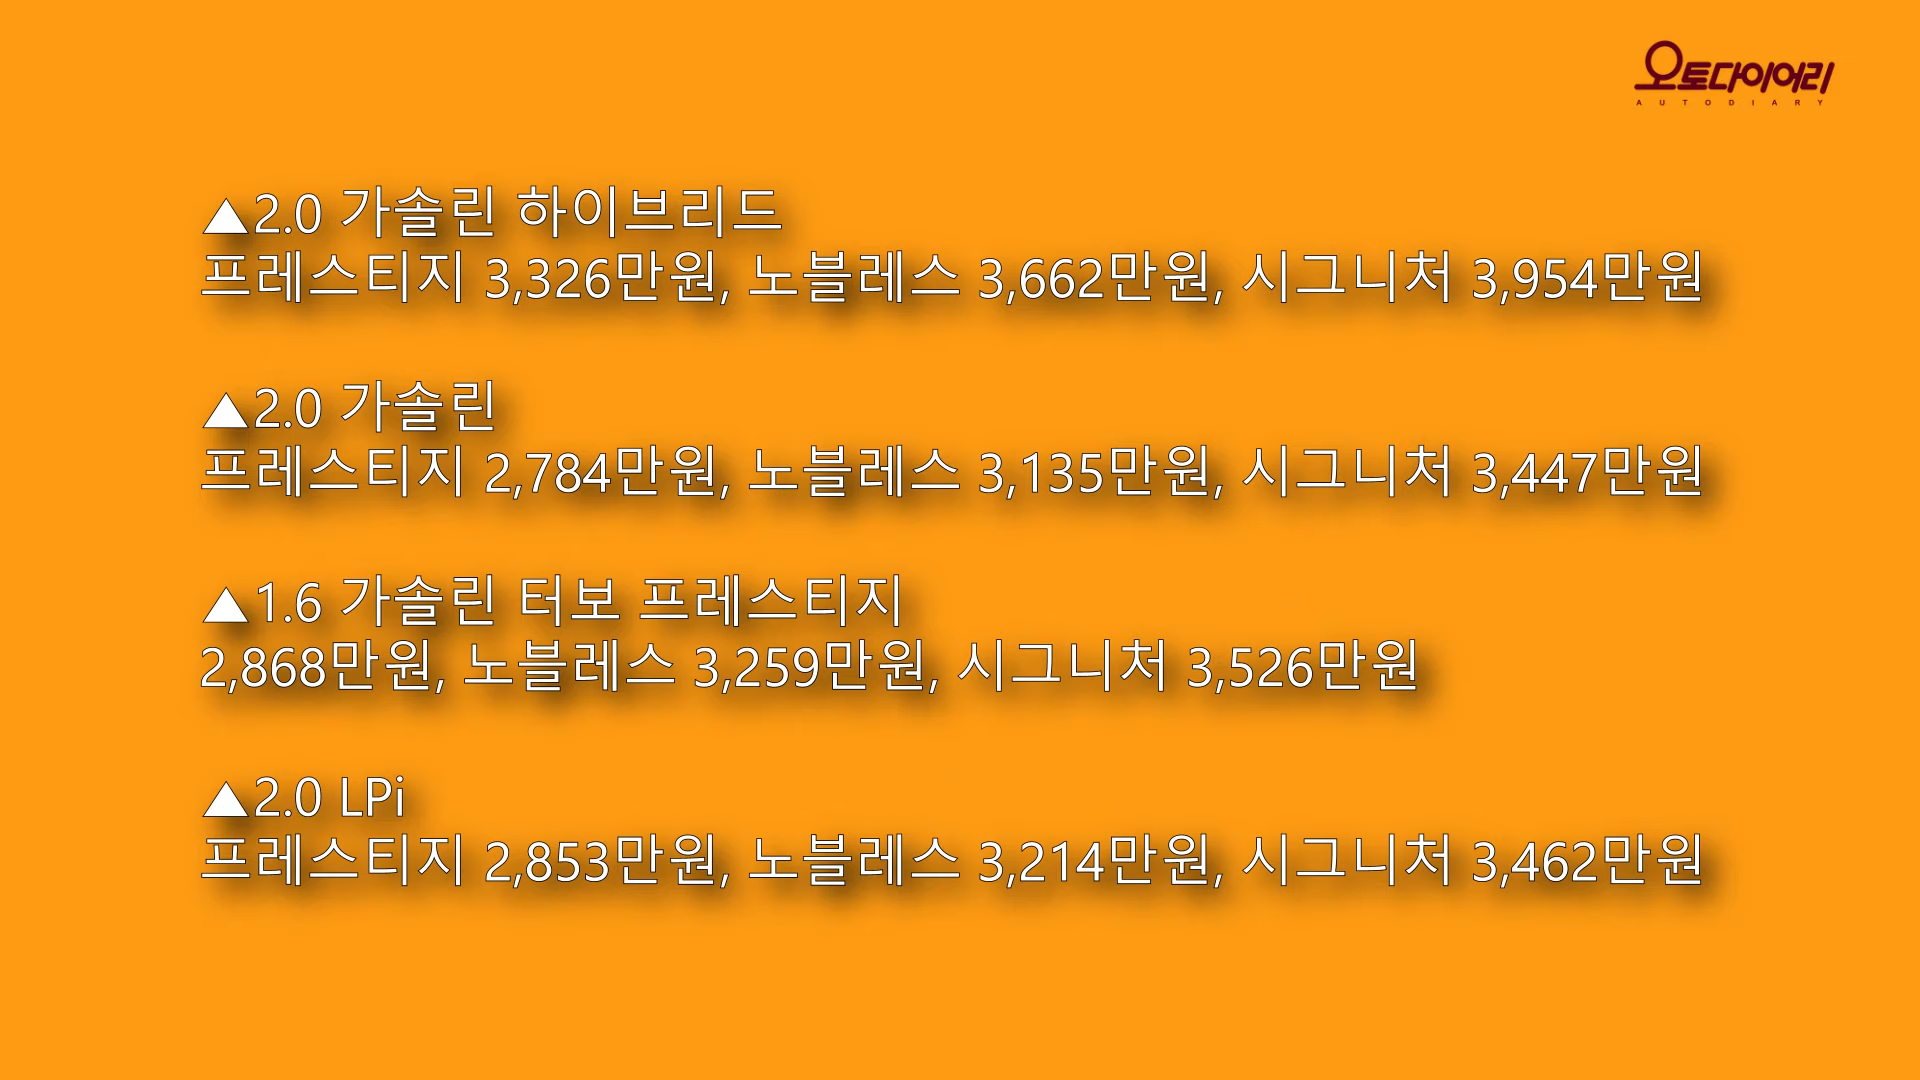 오토다이어리
AUTODIARY
▲2.0 가솔린 하이브리드
프레스티지 3,326만원, 노블레스 3,662만원, 시그니처 3,954만원
▲2.0 가솔린
프레스티지 2,784만원, 노블레스 3,135만원, 시그니처 3,447만원
▲1.6 가솔린 터보 프레스티지
2,868만원, 노블레스 3,259만원, 시그니처 3,526만원
▲2.0 LPi
프레스티지 2,853만원, 노블레스 3,214만원, 시그니처 3,462만원